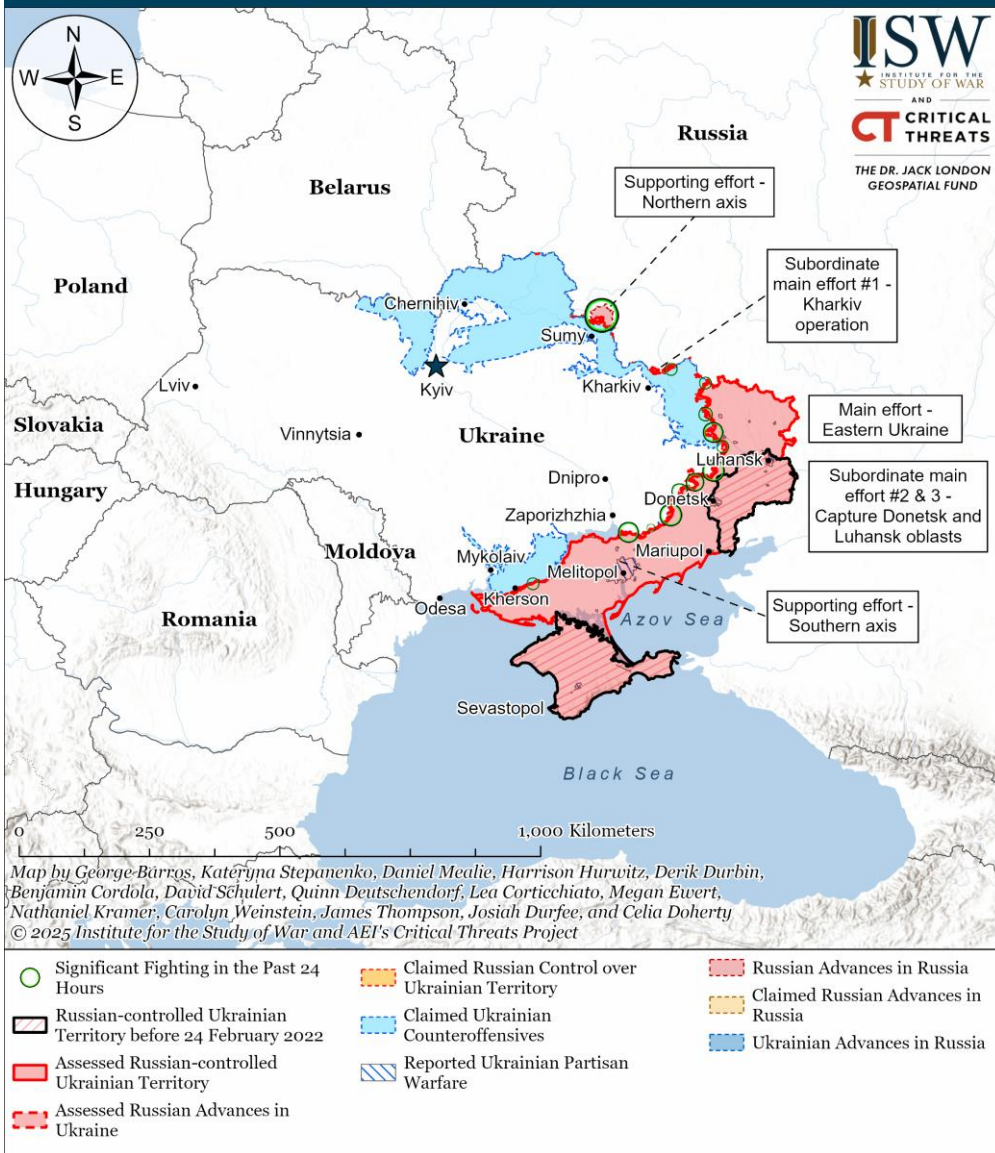 N
W
E
S
ISW
INSTITUTE FOR THE
STUDY OF WAR
AND
CT CRITICAL
THREATS
THE DR. JACK LONDON
GEOSPATIAL FUND
Russia
Belarus
Supporting effort -
Northern axis
Subordinate
main effort #1 -
Kharkiv
operation
Poland
Chernihiv
Sumy
Kyiv
Kharkiv
Lviv
Slovakia
Vinnytsia
Ukraine
Main effort -
Eastern Ukraine
Luhansk
Hungary
Dnipro
Donetsk
Subordinate main
effort #2 & 3 -
Capture Donetsk and
Luhansk oblasts
Zaporizhzhia
Moldova
Mykolaiv
Mariupol
Melitopol
Kherson
Odesa
Romania
Azov Sea
Supporting effort -
Southern axis
Sevastopol
Black Sea
0 250 500 1,000 Kilometers
Map by George Barros, Kateryna Stepanenko, Daniel Mealie, Harrison Hurwitz, Derik Durbin,
Benjamin Cordola, David Schulert, Quinn Deutschendorf, Lea Corticchiato, Megan Ewert,
Nathaniel Kramer, Carolyn Weinstein, James Thompson, Josiah Durfee, and Celia Doherty
© 2025 Institute for the Study of War and AEI's Critical Threats Project
Significant Fighting in the Past 24
Hours
Russian-controlled Ukrainian
Territory before 24 February 2022
Assessed Russian-controlled
Ukrainian Territory
Assessed Russian Advances in
Ukraine
Claimed Russian Control over
Ukrainian Territory
Claimed Ukrainian
Counteroffensives
Reported Ukrainian Partisan
Warfare
Russian Advances in Russia
Claimed Russian Advances in
Russia
Ukrainian Advances in Russia